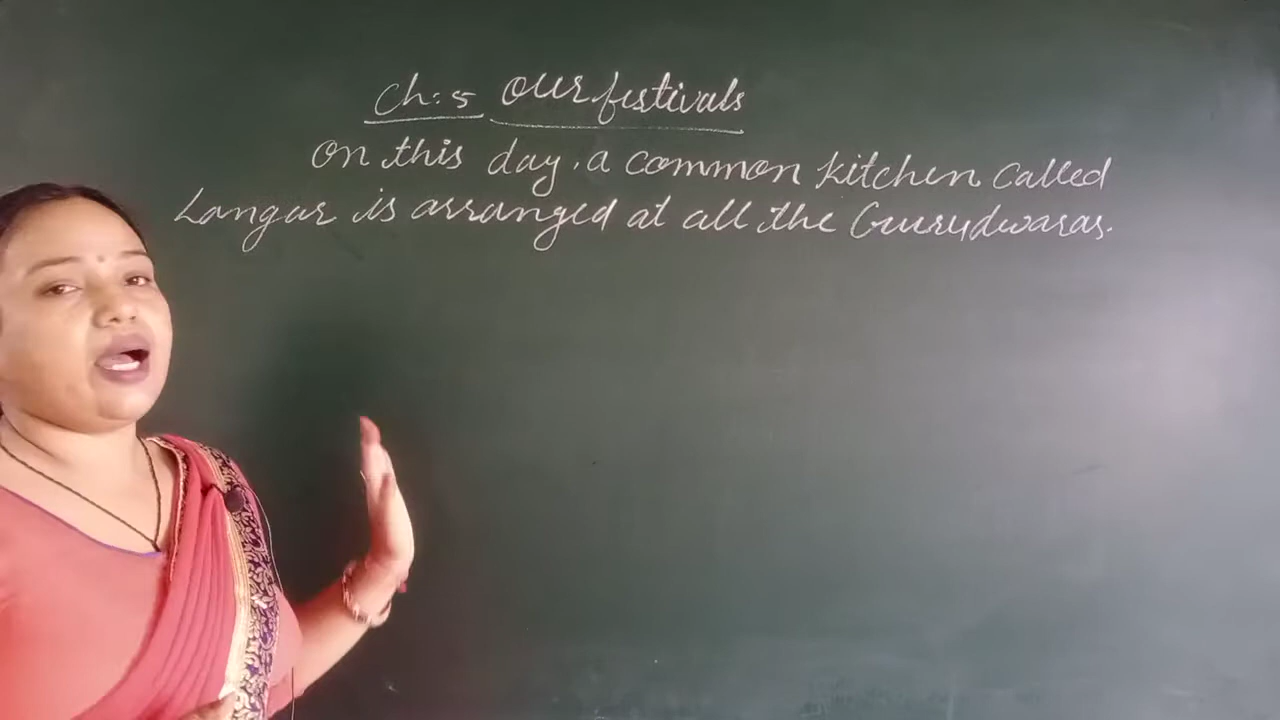 Ch: 5 Our festivals
On this day, a common kitchen called
Langar is arranged at all the Gurudwaras.